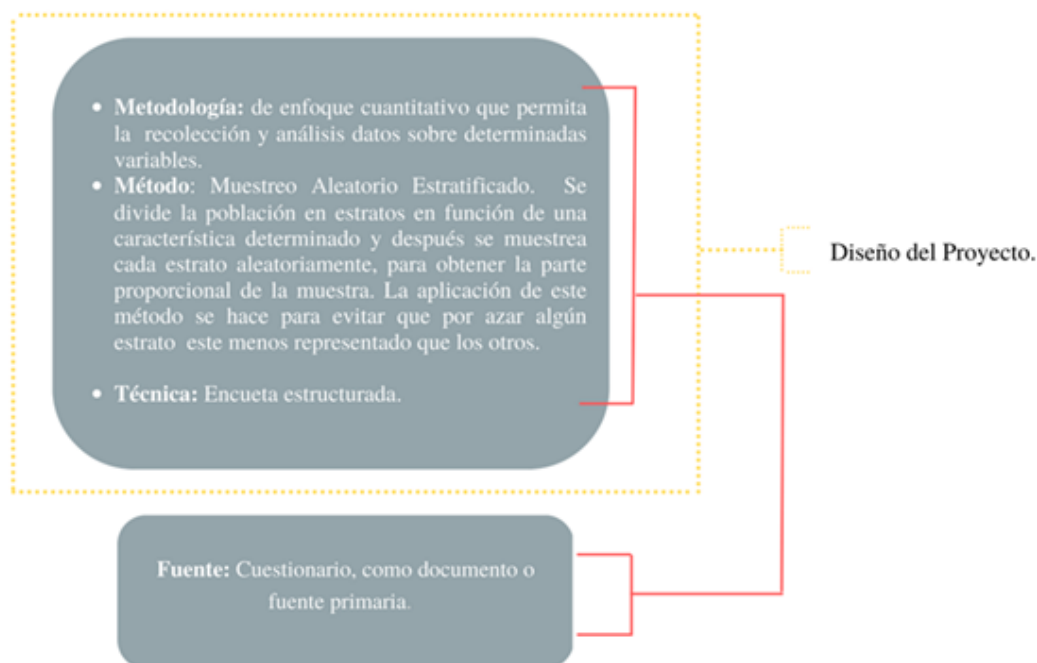 • Metodología: de enfoque cuantitativo que permita
la recolección y análisis datos sobre determinadas
variables.
• Método: Muestreo Aleatorio Estratificado. Se
divide la población en estratos en función de una
característica determinado y después se muestrea
cada estrato aleatoriamente, para obtener la parte
proporcional de la muestra. La aplicación de este
método se hace para evitar que por azar algún
estrato este menos representado que los otros.
• Técnica: Encueta estructurada.
Diseño del Proyecto.
Fuente: Cuestionario, como documento o
fuente primaria.